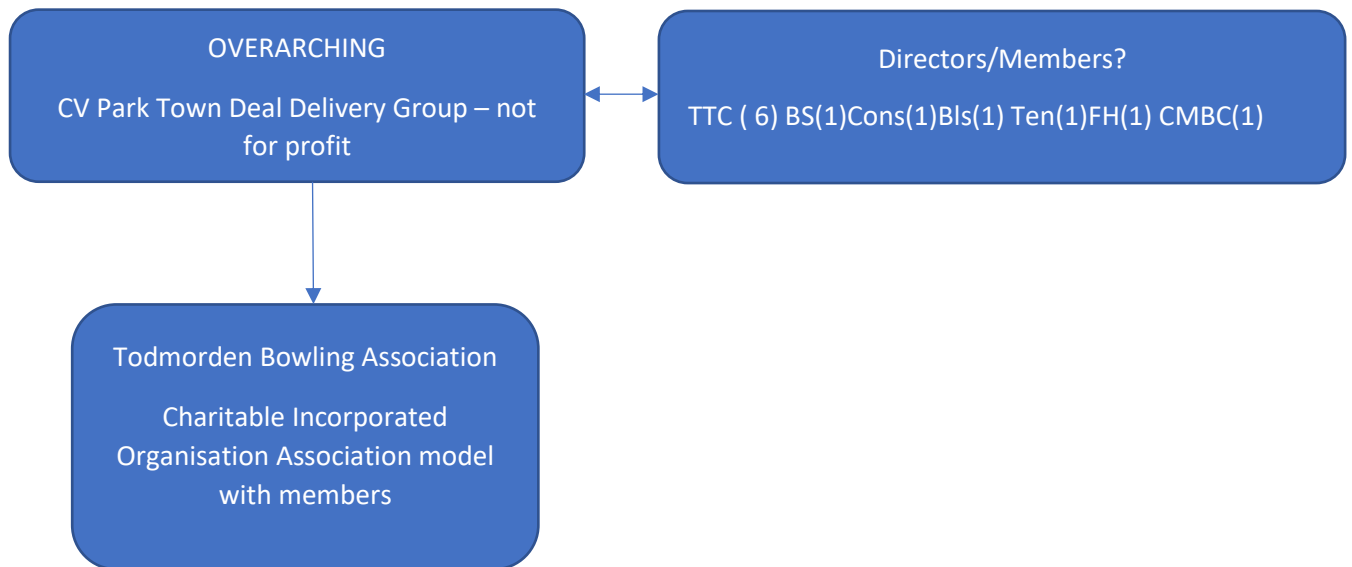 OVERARCHING
CV Park Town Deal Delivery Group – not
for profit
Directors/Members?
TTC ( 6) BS(1)Cons(1)Bls(1) Ten(1)FH(1) CMBC(1)
Todmorden Bowling Association
Charitable Incorporated
Organisation Association model
with members